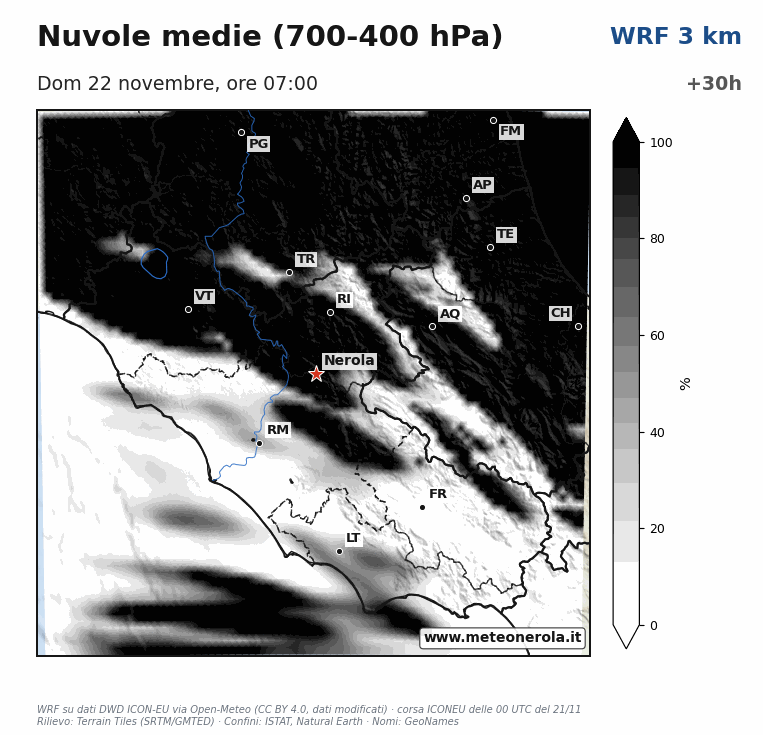 Nuvole medie (700-400 hPa)
WRF 3 km
Dom 22 novembre, ore 07:00
+30h
PG
FM
AP
TE
TR
VT
RI
AQ
CH
Nerola
RM
FR
LT
www.meteonerola.it
100
80
60
40
20
0
%
WRF su dati DWD ICON-EU via Open-Meteo (CC BY 4.0, dati modificati) · corsa ICONEU delle 00 UTC del 21/11
Rilievo: Terrain Tiles (SRTM/GMTED) · Confini: ISTAT, Natural Earth · Nomi: GeoNames